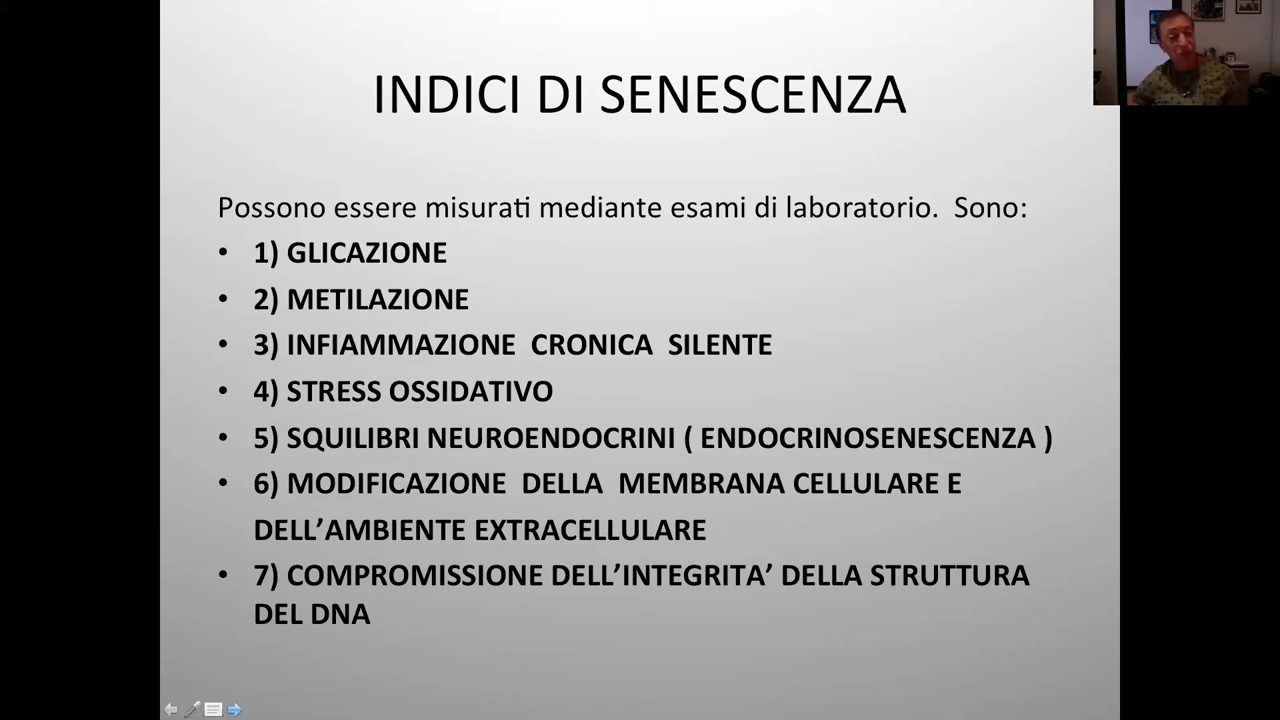 INDICI DI SENESCENZA
Possono essere misurati mediante esami di laboratorio.  Sono:
• 1) GLICAZIONE
• 2) METILAZIONE
• 3) INFIAMMAZIONE  CRONICA  SILENTE
• 4) STRESS OSSIDATIVO
• 5) SQUILIBRI NEUROENDOCRINI ( ENDOCRINOSENESCENZA )
• 6) MODIFICAZIONE  DELLA  MEMBRANA CELLULARE E
DELL’AMBIENTE EXTRACELLULARE
• 7) COMPROMISSIONE DELL’INTEGRITA’ DELLA STRUTTURA
DEL DNA